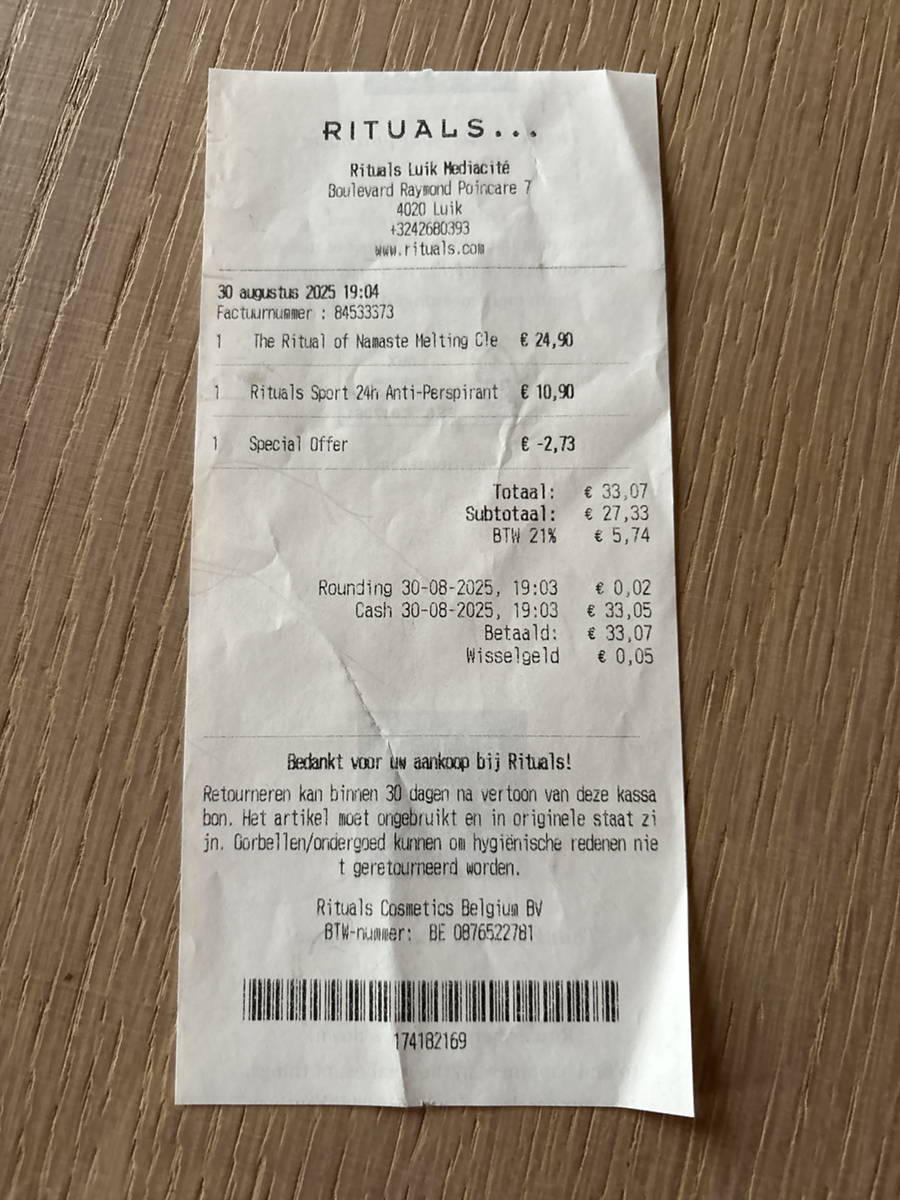 RITUALS...
Rituals Luik Mediacité
Boulevard Raymond Poincare 7
4020 Luik
+3242680393
www.rituals.com
30 augustus 2025 19:04
Factuurnummer : 84533373
1 The Ritual of Namaste Melting Cle € 24,90
1 Rituals Sport 24h Anti-Perspirant € 10,90
1 Special Offer € -2,73
Totaal: € 33,07
Subtotaal: € 27,33
BTW 21% € 5,74
Rounding 30-08-2025, 19:03 € 0,02
Cash 30-08-2025, 19:03 € 33,05
Betaald: € 33,07
Wisselgeld € 0,05
Bedankt voor uw aankoop bij Rituals!
Retourneren kan binnen 30 dagen na vertoon van deze kassa
bon. Het artikel moet ongebruikt en in originele staat zi
jn. Oorbellen/ondergoed kunnen om hygiënische redenen nie
t geretourneerd worden.
Rituals Cosmetics Belgium BV
BTW-nummer: BE 0876522781
174182169